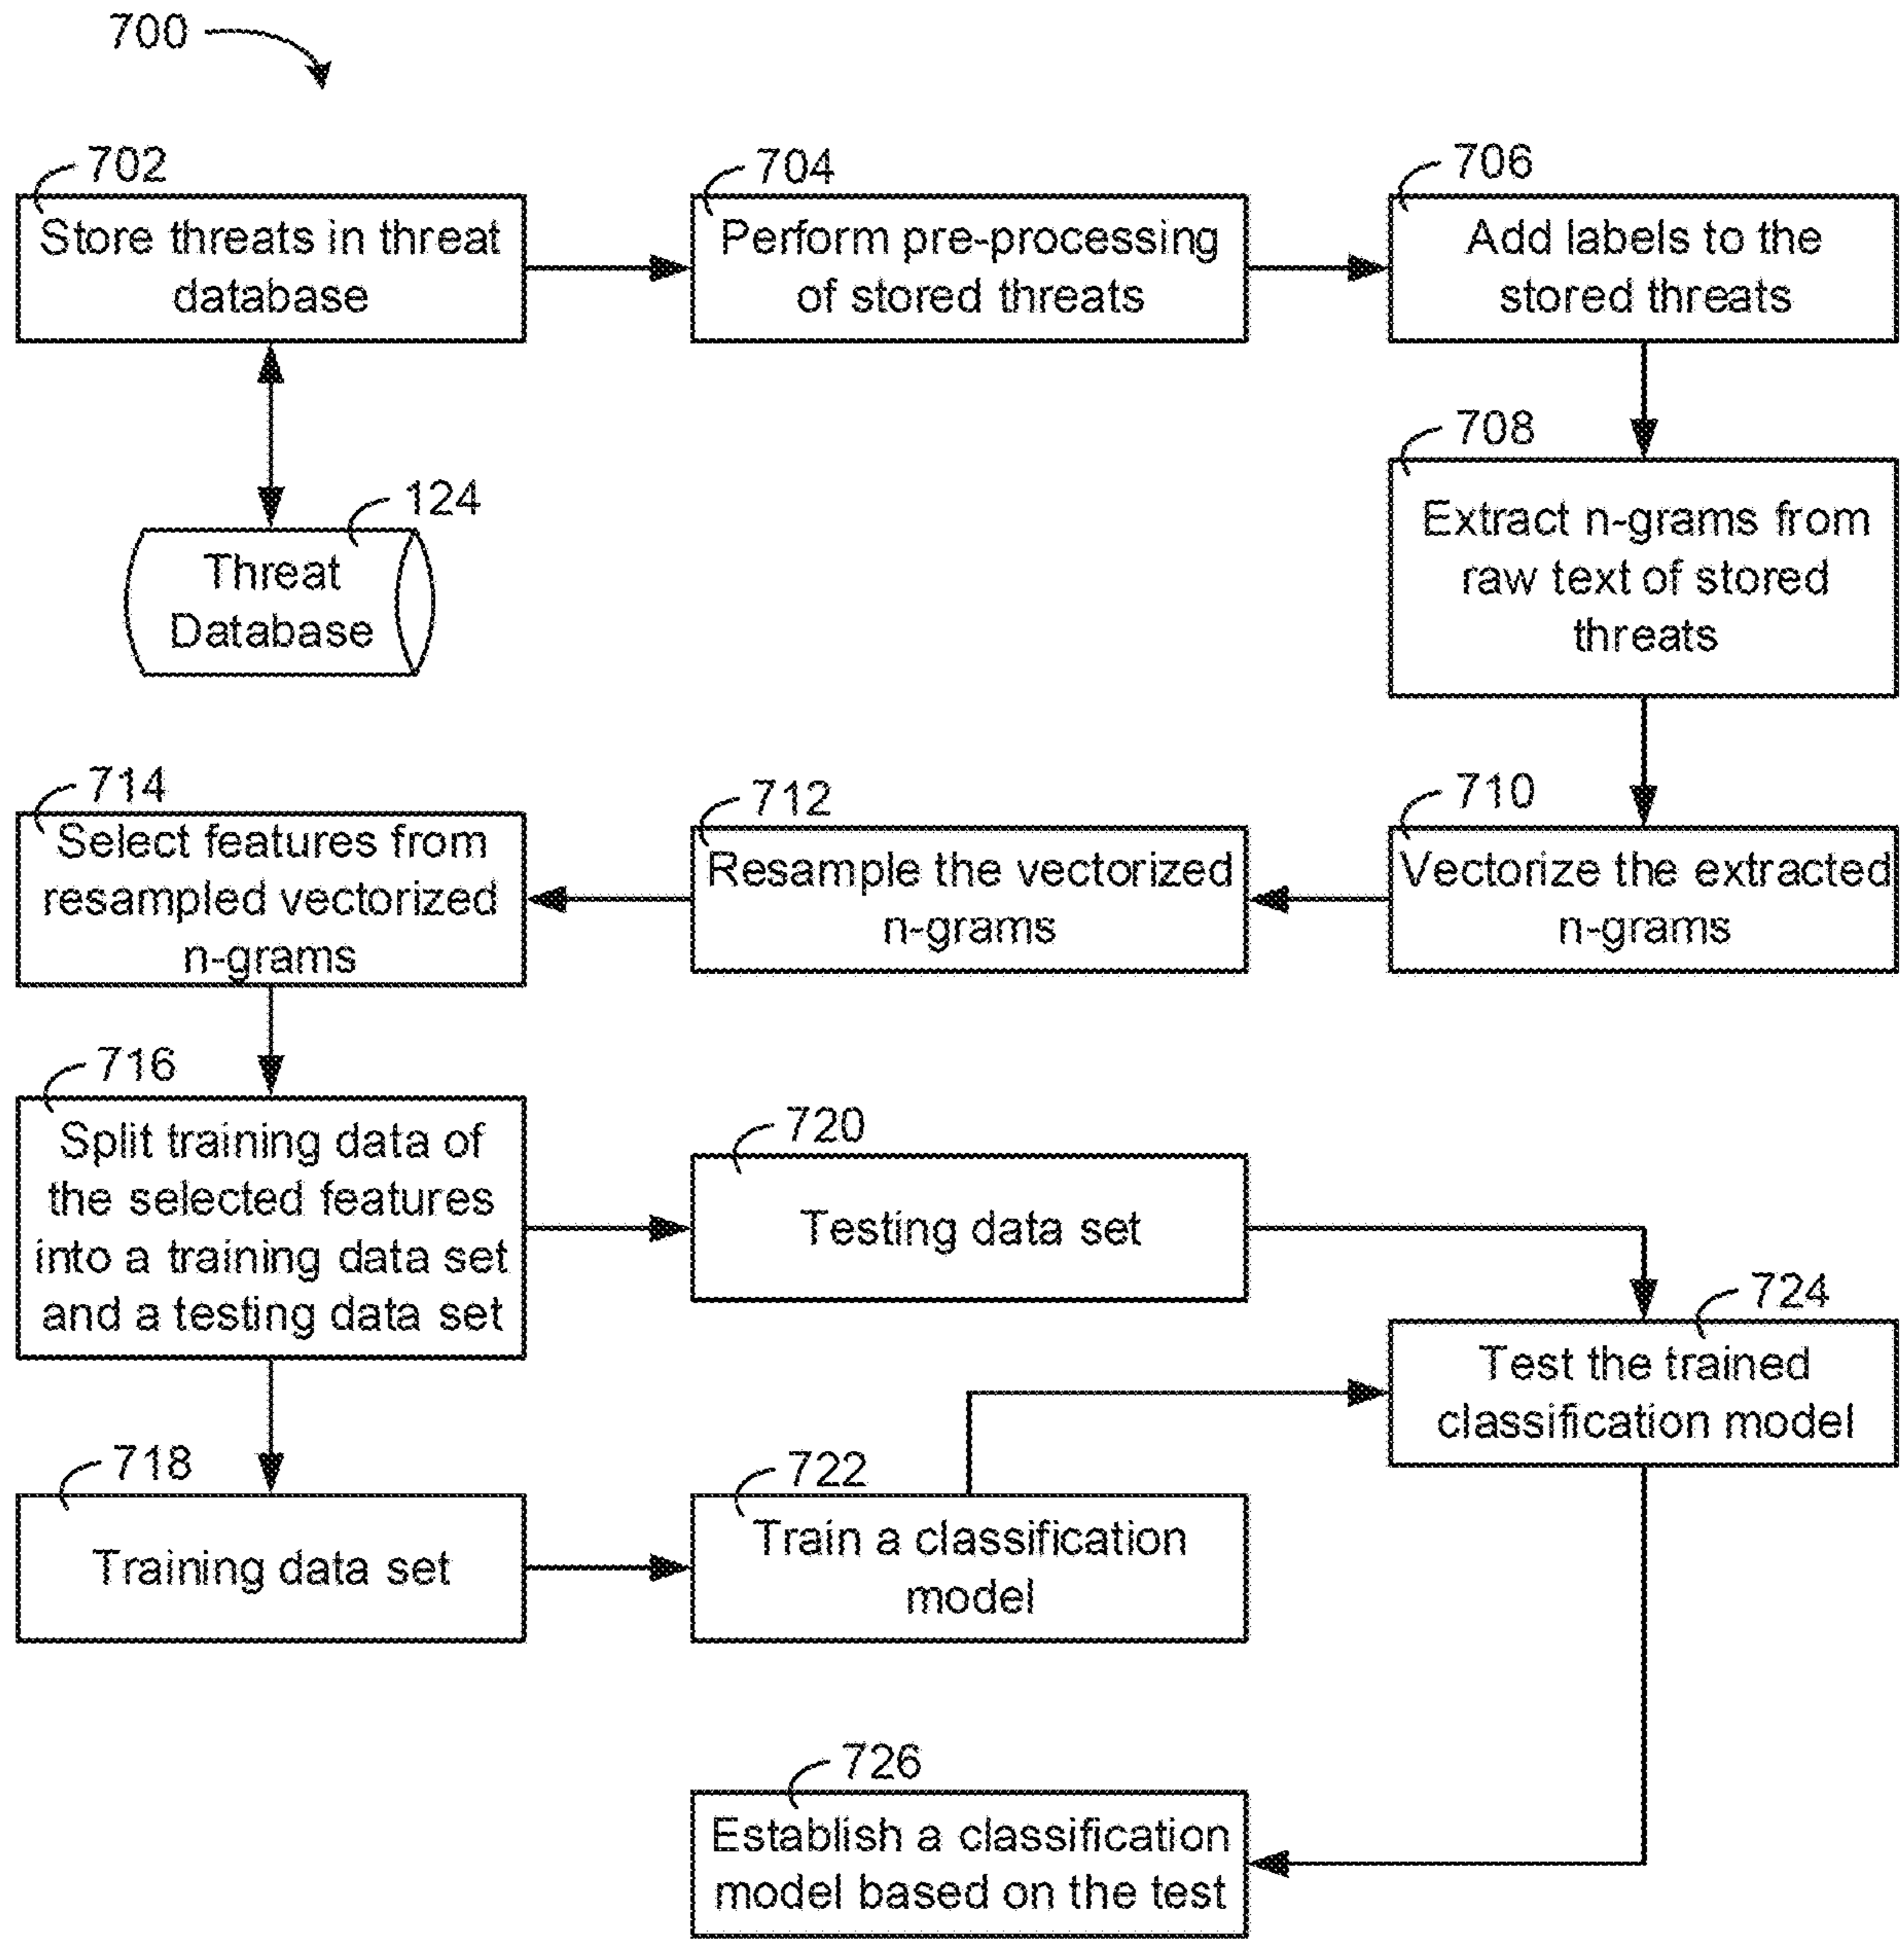 700
702
Store threats in threat
database
704
Perform pre-processing
of stored threats
706
Add labels to the
stored threats
124
Threat
Database
708
Extract n-grams from
raw text of stored
threats
714
Select features from
resampled vectorized
n-grams
712
Resample the vectorized
n-grams
710
Vectorize the extracted
n-grams
716
Split training data of
the selected features
into a training data set
and a testing data set
720
Testing data set
724
Test the trained
classification model
718
Training data set
722
Train a classification
model
726
Establish a classification
model based on the test